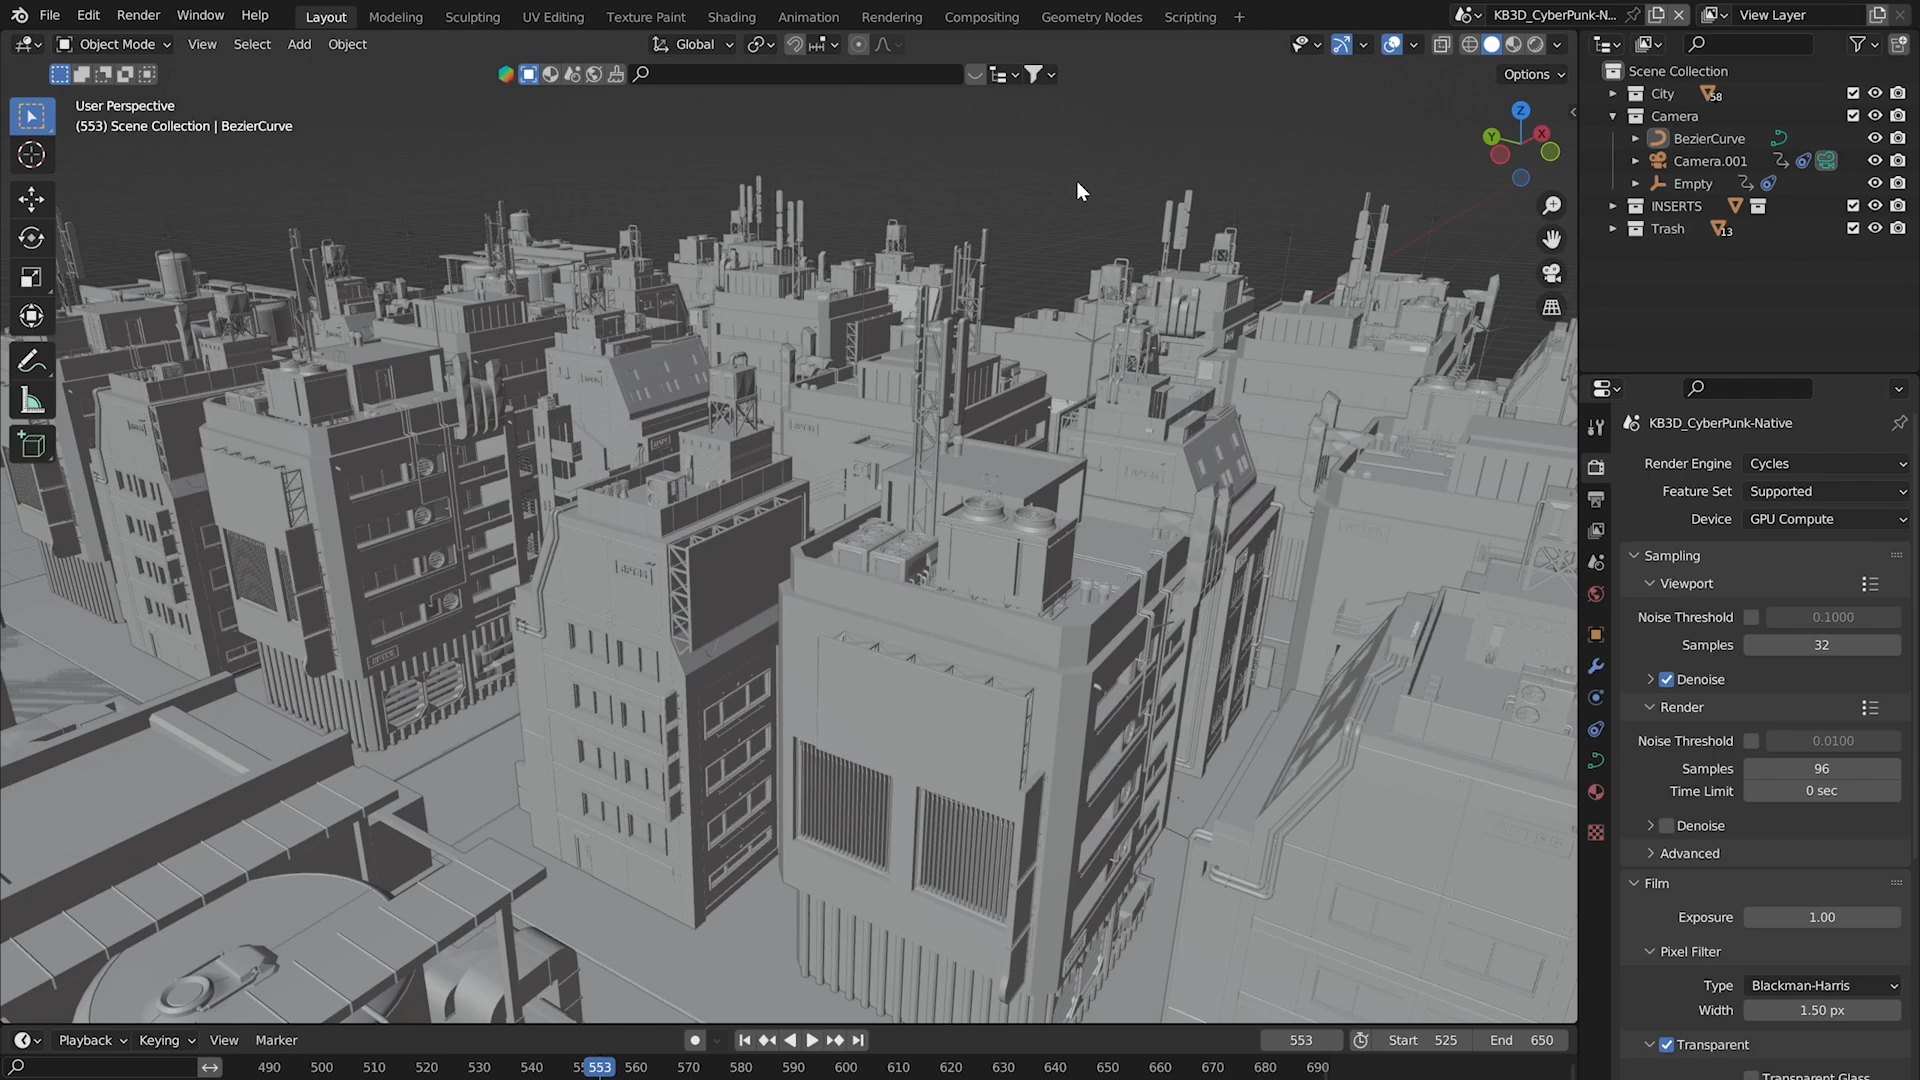 File Edit Render Window Help Layout Modeling Sculpting UV Editing Texture Paint Shading Animation Rendering Compositing Geometry Nodes Scripting + KB3D_CyberPunk-N... View Layer
Object Mode View Select Add Object Global
Options
User Perspective
(553) Scene Collection | BezierCurve
Z
Y
X
Scene Collection
City 58
Camera
BezierCurve
Camera.001
Empty
INSERTS
Trash 13
KB3D_CyberPunk-Native
Render Engine Cycles
Feature Set Supported
Device GPU Compute
Sampling
Viewport
Noise Threshold 0.1000
Samples 32
Denoise
Render
Noise Threshold 0.0100
Samples 96
Time Limit 0 sec
Denoise
Advanced
Film
Exposure 1.00
Pixel Filter
Type Blackman-Harris
Width 1.50 px
Transparent
Transparent Glass
Playback Keying View Marker 553 Start 525 End 650
490 500 510 520 530 540 553 560 570 580 590 600 610 620 630 640 650 660 670 680 690